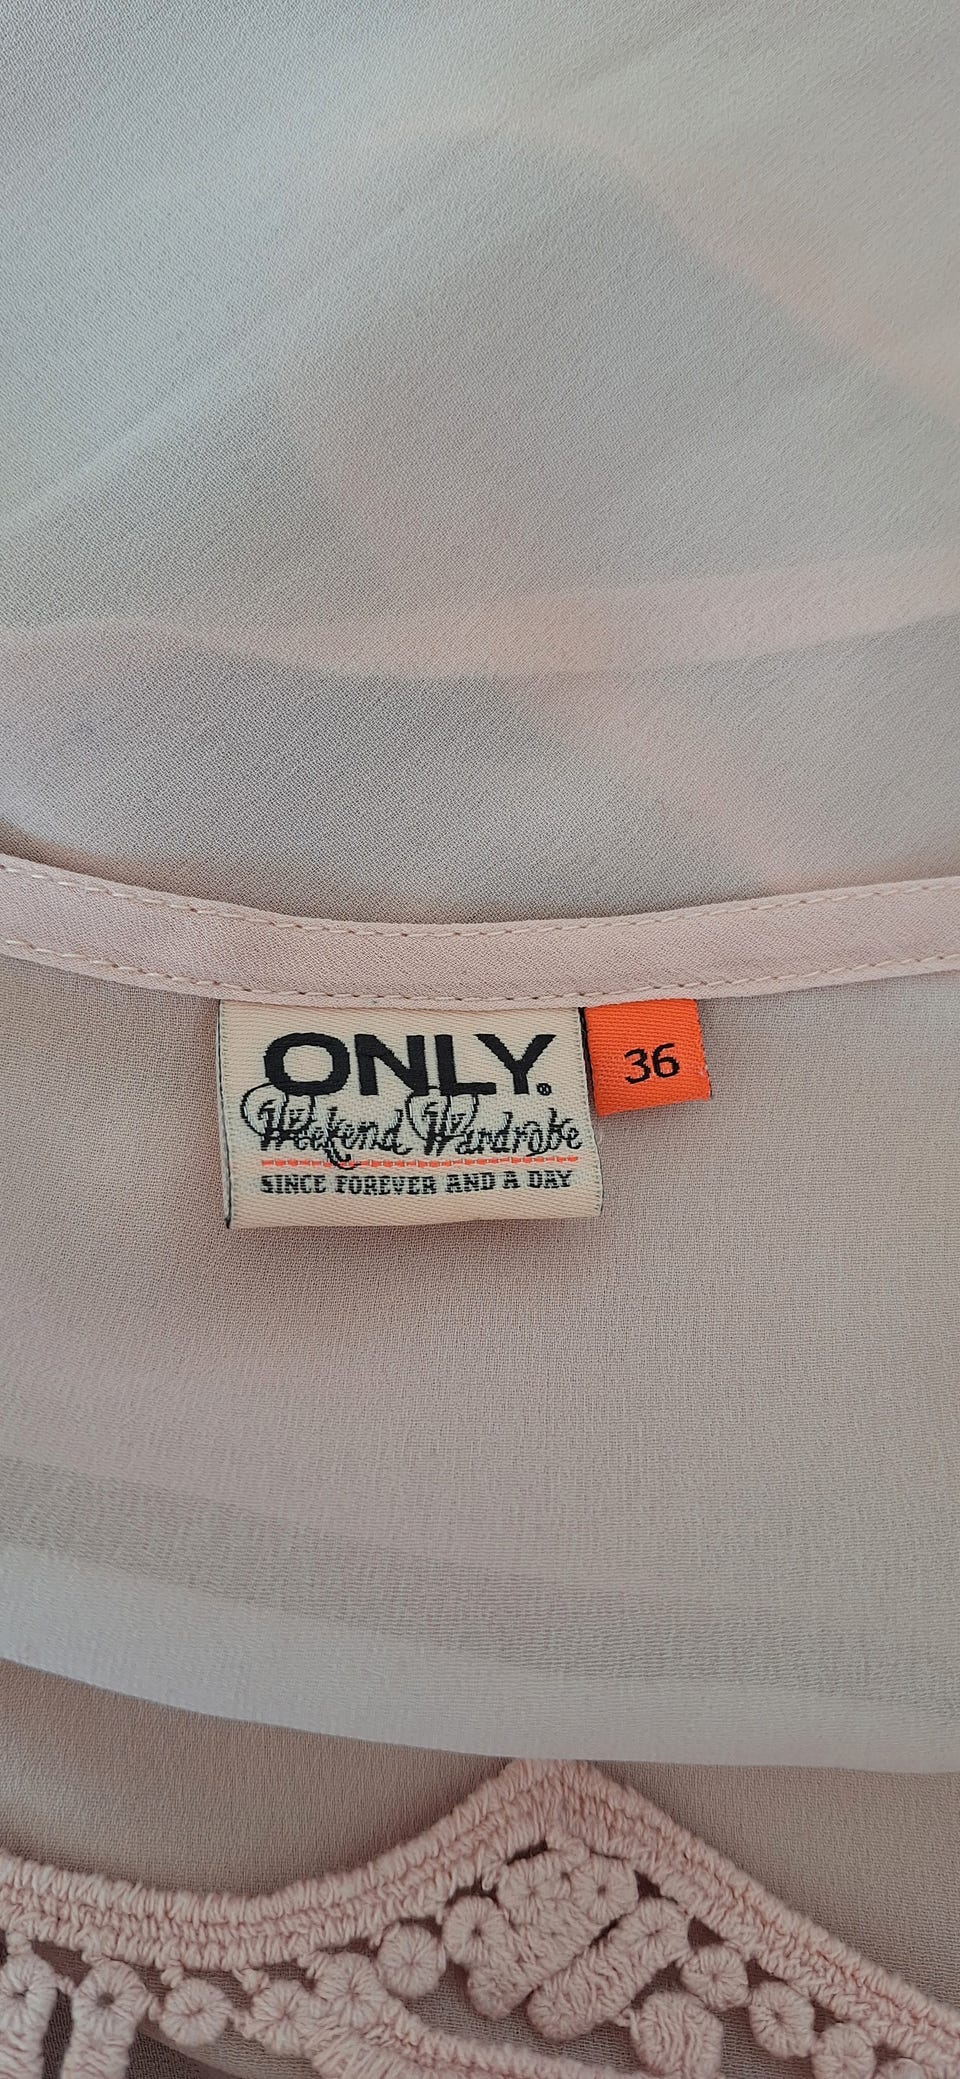 ONLY®
36
Weekend Wardrobe
SINCE FOREVER AND A DAY